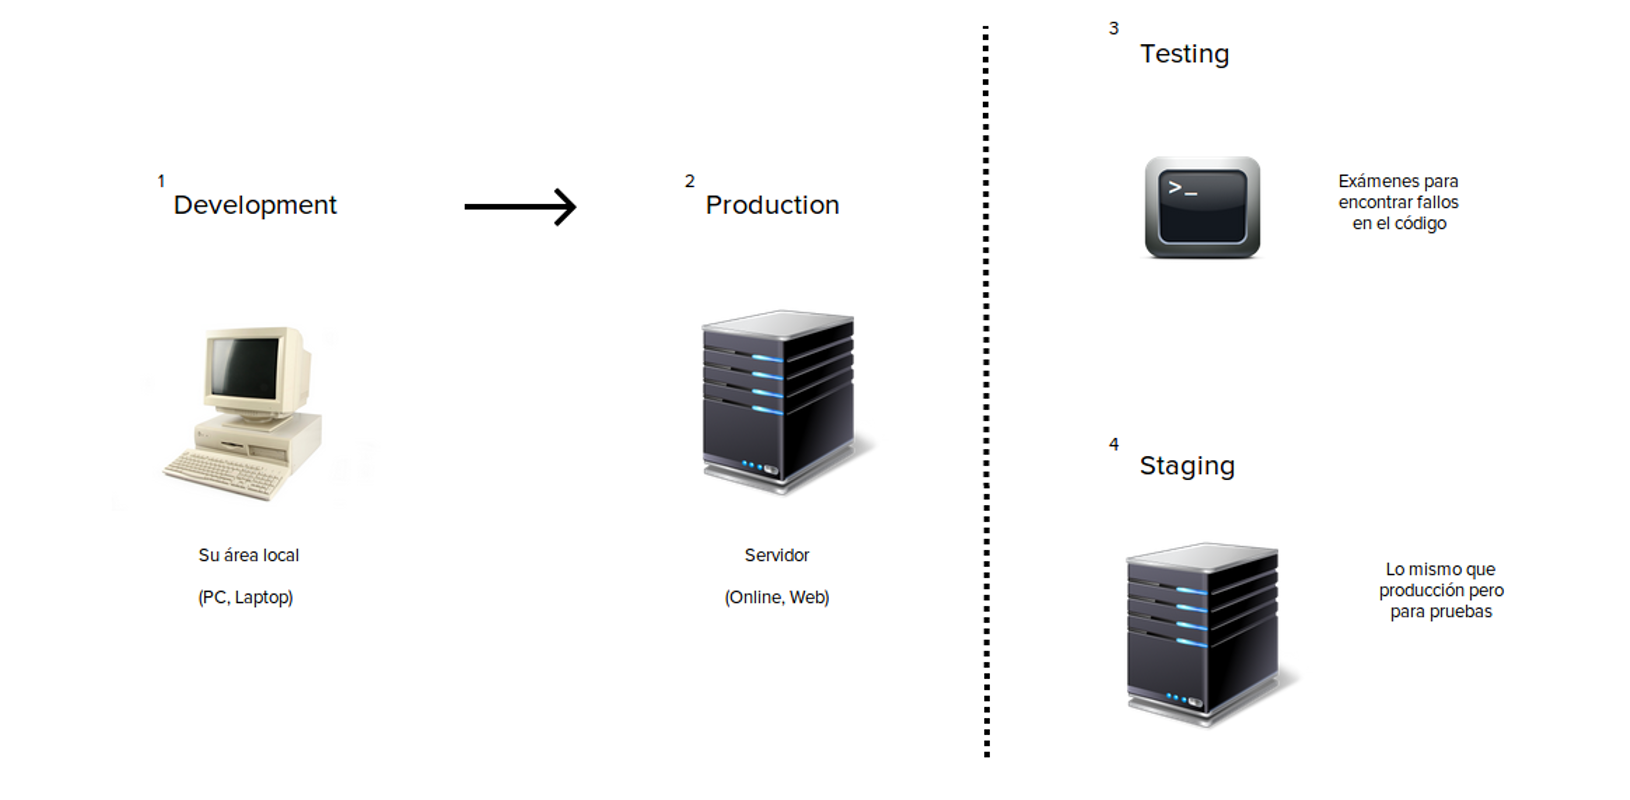 1
Development
Su área local
(PC, Laptop)
2
Production
Servidor
(Online, Web)
3
Testing
>_
Exámenes para
encontrar fallos
en el código
4
Staging
Lo mismo que
producción pero
para pruebas